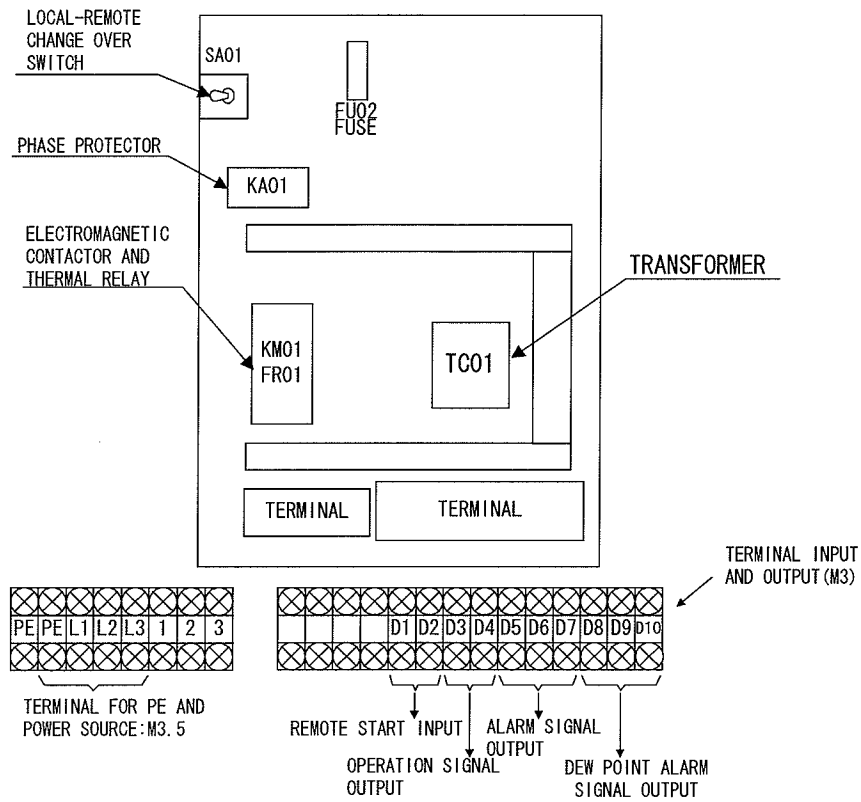 LOCAL-REMOTE
CHANGE OVER
SWITCH
SA01
FU02
FUSE
PHASE PROTECTOR
KA01
ELECTROMAGNETIC
CONTACTOR AND
THERMAL RELAY
TRANSFORMER
KM01
FR01
TC01
TERMINAL
TERMINAL
TERMINAL INPUT
AND OUTPUT(M3)
PE PE L1 L2 L3 1 2 3
D1 D2 D3 D4 D5 D6 D7 D8 D9 D10
TERMINAL FOR PE AND
POWER SOURCE:M3.5
REMOTE START INPUT
OPERATION SIGNAL
OUTPUT
ALARM SIGNAL
OUTPUT
DEW POINT ALARM
SIGNAL OUTPUT